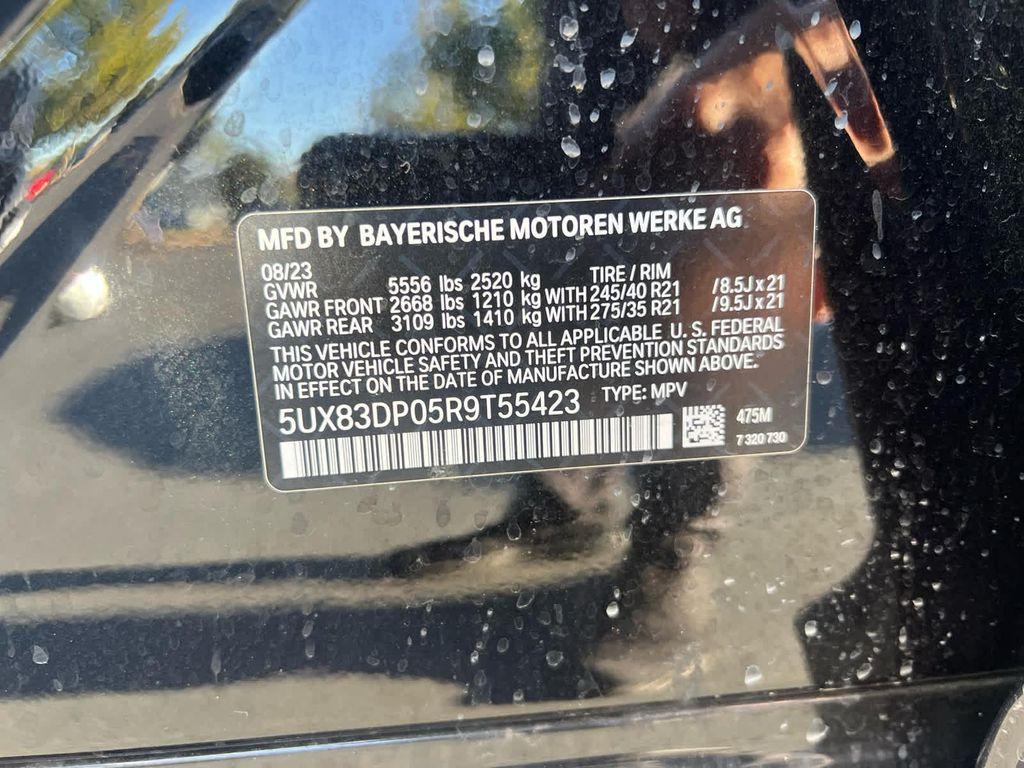 MFD BY BAYERISCHE MOTOREN WERKE AG
08/23 TIRE / RIM
GVWR 5556 lbs 2520 kg
GAWR FRONT 2668 lbs 1210 kg WITH 245/40 R21 /8.5J x 21
GAWR REAR 3109 lbs 1410 kg WITH 275/35 R21 /9.5J x 21
THIS VEHICLE CONFORMS TO ALL APPLICABLE U. S. FEDERAL
MOTOR VEHICLE SAFETY AND THEFT PREVENTION STANDARDS
IN EFFECT ON THE DATE OF MANUFACTURE SHOWN ABOVE.
5UX83DP05R9T55423 TYPE: MPV
475M
7 320 730